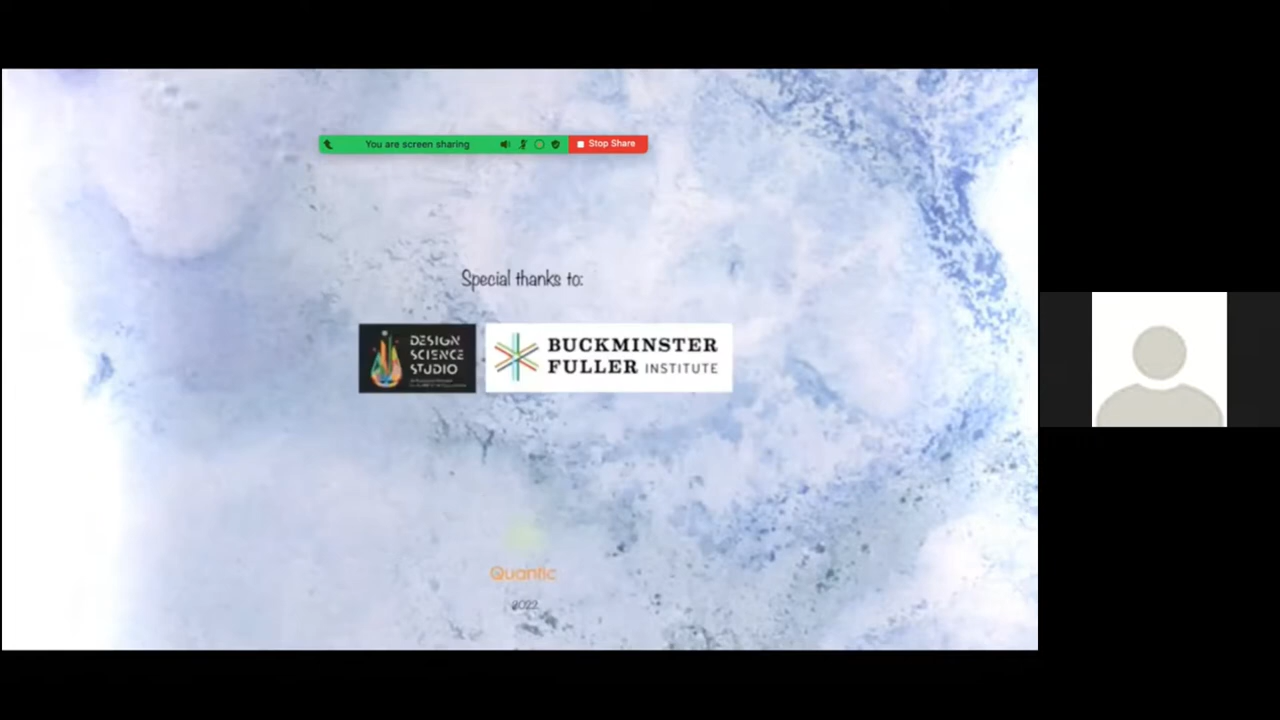 You are screen sharing
Stop Share
Special thanks to:
DESIGN
SCIENCE
STUDIO
BUCKMINSTER
FULLER INSTITUTE
Quantic
2022